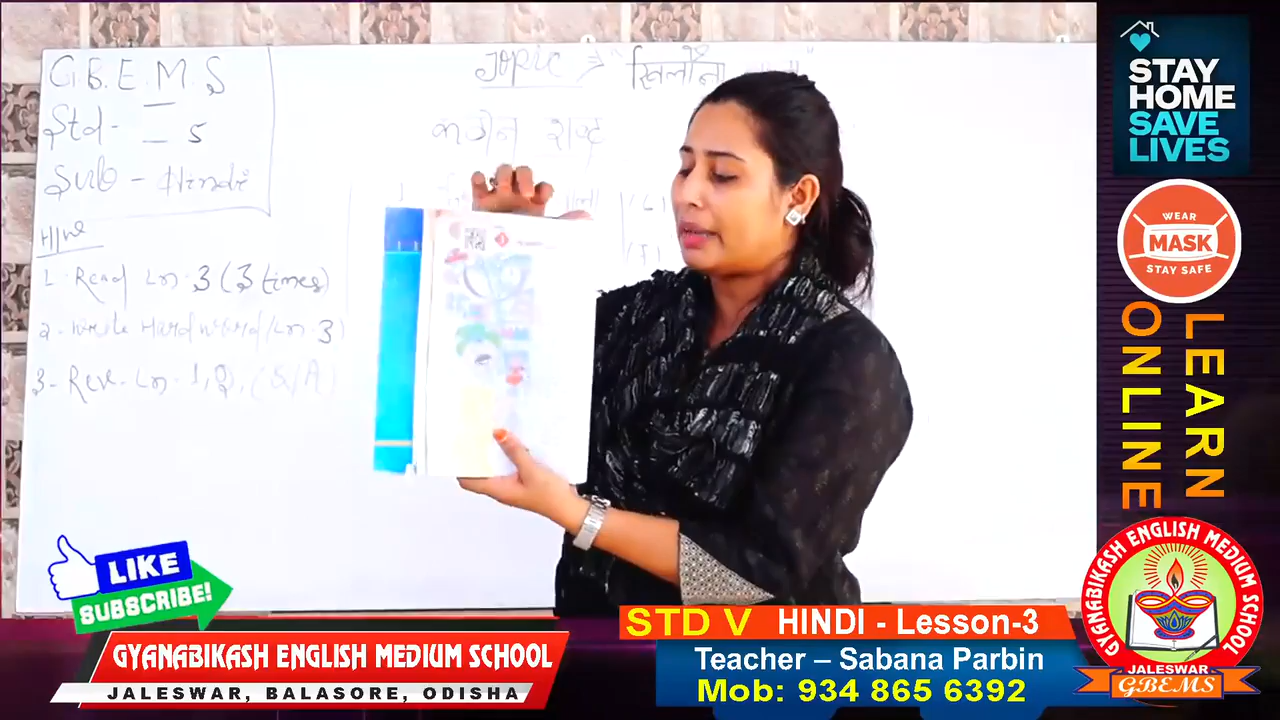 G.B.E.M.S
Std- 5
Sub - Hindi
H/W
1. Read Ln-3 (3 times)
2- Write Hard word/Ln-3)
3- Rev- Ln-1,2, (Q/A)
Topic → खिलौना
कठिन शब्द
STAY
HOME
SAVE
LIVES
WEAR
MASK
STAY SAFE
LEARN
ONLINE
LIKE
SUBSCRIBE!
GYANABIKASH ENGLISH MEDIUM SCHOOL
JALESWAR, BALASORE, ODISHA
STD V HINDI - Lesson-3
Teacher – Sabana Parbin
Mob: 934 865 6392
GYANABIKASH ENGLISH MEDIUM SCHOOL
JALESWAR
GBEMS